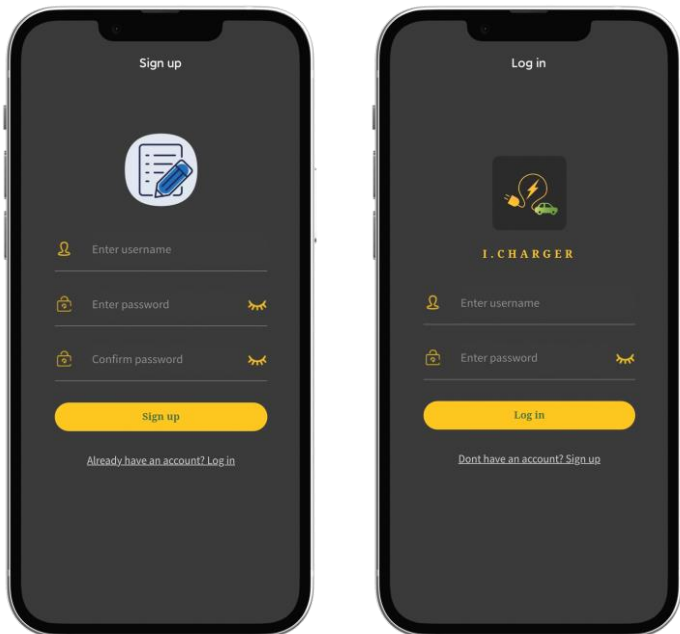 Sign up
Enter username
Enter password
Confirm password
Sign up
Already have an account? Log in
Log in
I.CHARGER
Enter username
Enter password
Log in
Dont have an account? Sign up